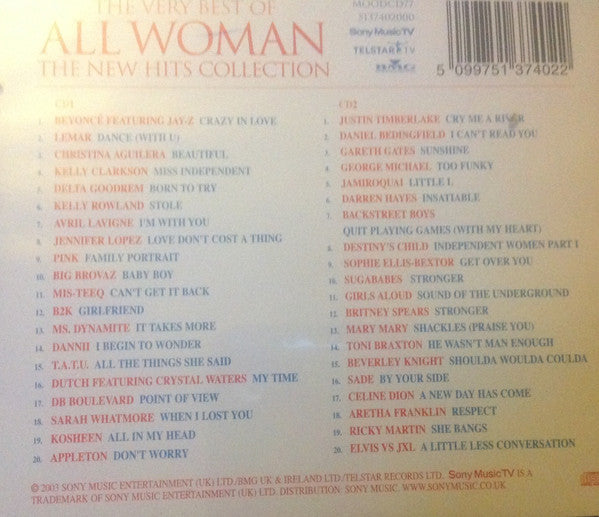 THE VERY BEST OF
ALL WOMAN
THE NEW HITS COLLECTION
MOODCD77
5137402000
Sony Music TV
TELSTAR TV
BMG
5 099751 374022
CD1
1. BEYONCÉ FEATURING JAY-Z CRAZY IN LOVE
2. LEMAR DANCE (WITH U)
3. CHRISTINA AGUILERA BEAUTIFUL
4. KELLY CLARKSON MISS INDEPENDENT
5. DELTA GOODREM BORN TO TRY
6. KELLY ROWLAND STOLE
7. AVRIL LAVIGNE I'M WITH YOU
8. JENNIFER LOPEZ LOVE DON'T COST A THING
9. PINK FAMILY PORTRAIT
10. BIG BROVAZ BABY BOY
11. MIS-TEEQ CAN'T GET IT BACK
12. B2K GIRLFRIEND
13. MS. DYNAMITE IT TAKES MORE
14. DANNII I BEGIN TO WONDER
15. T.A.T.U. ALL THE THINGS SHE SAID
16. DUTCH FEATURING CRYSTAL WATERS MY TIME
17. DB BOULEVARD POINT OF VIEW
18. SARAH WHATMORE WHEN I LOST YOU
19. KOSHEEN ALL IN MY HEAD
20. APPLETON DON'T WORRY
CD2
1. JUSTIN TIMBERLAKE CRY ME A RIVER
2. DANIEL BEDINGFIELD I CAN'T READ YOU
3. GARETH GATES SUNSHINE
4. GEORGE MICHAEL TOO FUNKY
5. JAMIROQUAI LITTLE L
6. DARREN HAYES INSATIABLE
7. BACKSTREET BOYS
QUIT PLAYING GAMES (WITH MY HEART)
8. DESTINY'S CHILD INDEPENDENT WOMEN PART I
9. SOPHIE ELLIS-BEXTOR GET OVER YOU
10. SUGABABES STRONGER
11. GIRLS ALOUD SOUND OF THE UNDERGROUND
12. BRITNEY SPEARS STRONGER
13. MARY MARY SHACKLES (PRAISE YOU)
14. TONI BRAXTON HE WASN'T MAN ENOUGH
15. BEVERLEY KNIGHT SHOULDA WOULDA COULDA
16. SADE BY YOUR SIDE
17. CELINE DION A NEW DAY HAS COME
18. ARETHA FRANKLIN RESPECT
19. RICKY MARTIN SHE BANGS
20. ELVIS VS JXL A LITTLE LESS CONVERSATION
© 2003 SONY MUSIC ENTERTAINMENT (UK) LTD./BMG UK & IRELAND LTD./TELSTAR RECORDS LTD. Sony Music TV IS A
TRADEMARK OF SONY MUSIC ENTERTAINMENT (UK) LTD. DISTRIBUTION: SONY MUSIC. WWW.SONYMUSIC.CO.UK